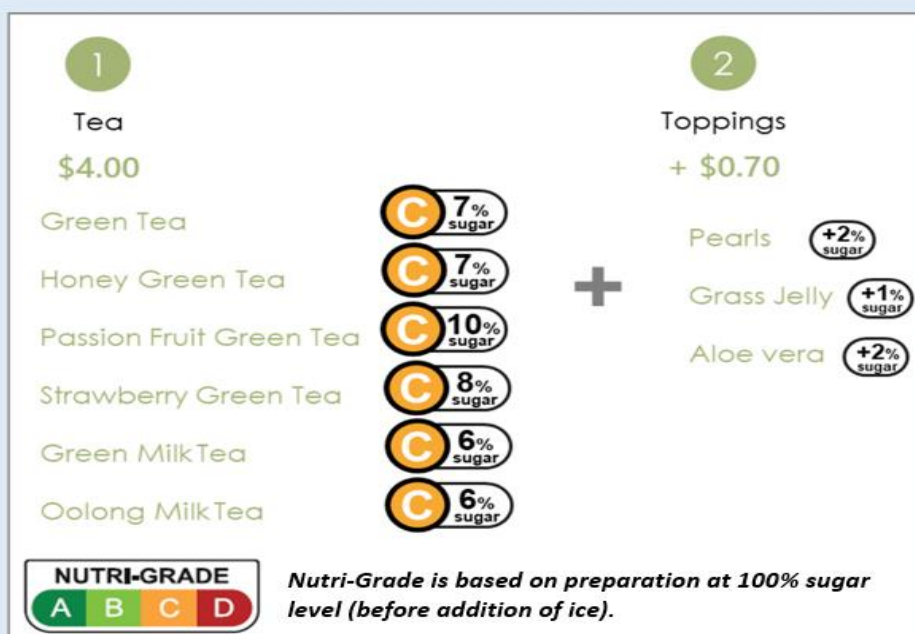 1
Tea
$4.00
Green Tea C 7% sugar
Honey Green Tea C 7% sugar
Passion Fruit Green Tea C 10% sugar
Strawberry Green Tea C 8% sugar
Green Milk Tea C 6% sugar
Oolong Milk Tea C 6% sugar
+
2
Toppings
+ $0.70
Pearls +2% sugar
Grass Jelly +1% sugar
Aloe vera +2% sugar
NUTRI-GRADE
A B C D
Nutri-Grade is based on preparation at 100% sugar
level (before addition of ice).